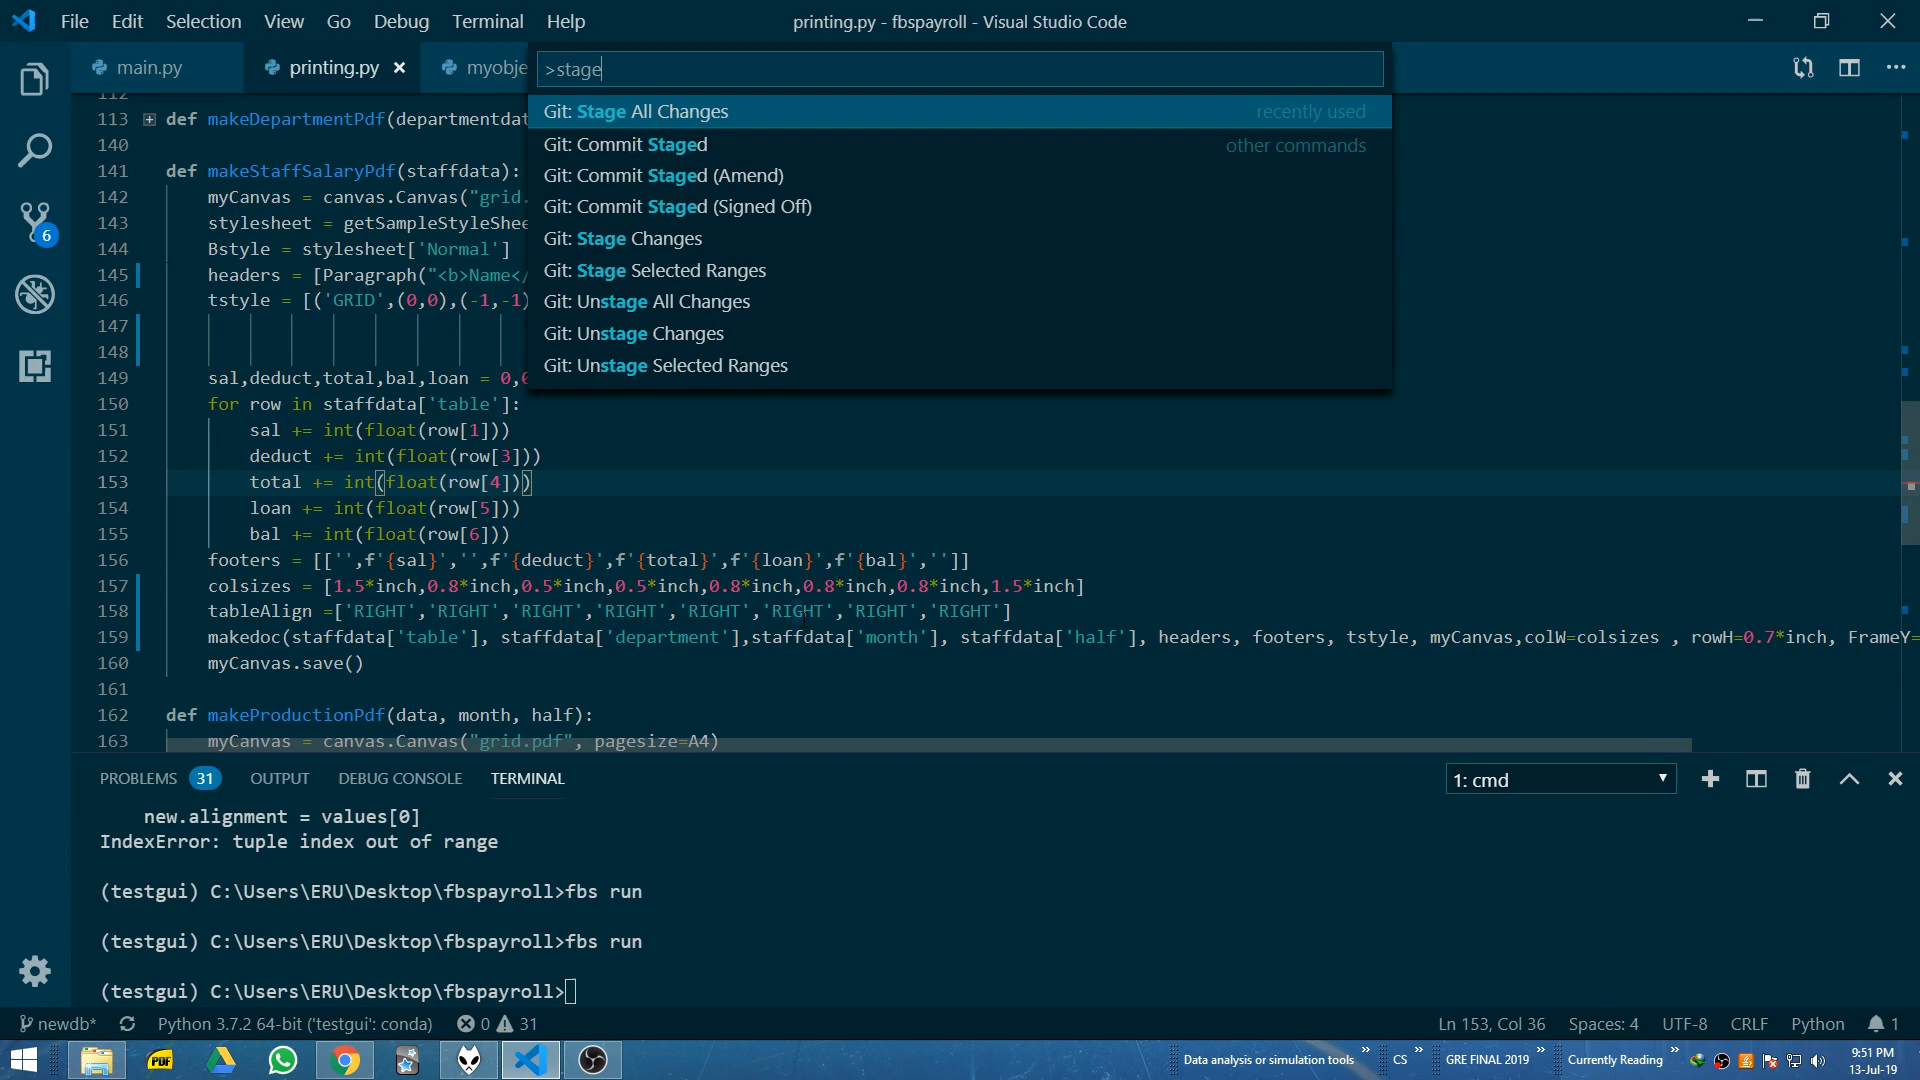 File Edit Selection View Go Debug Terminal Help
printing.py - fbspayroll - Visual Studio Code
main.py
printing.py
myobje
>stage
Git: Stage All Changes recently used
Git: Commit Staged other commands
Git: Commit Staged (Amend)
Git: Commit Staged (Signed Off)
Git: Stage Changes
Git: Stage Selected Ranges
Git: Unstage All Changes
Git: Unstage Changes
Git: Unstage Selected Ranges
112
113 def makeDepartmentPdf(departmentdat
140
141 def makeStaffSalaryPdf(staffdata):
142 myCanvas = canvas.Canvas("grid.
143 stylesheet = getSampleStyleShee
144 Bstyle = stylesheet['Normal']
145 headers = [Paragraph("<b>Name</
146 tstyle = [('GRID',(0,0),(-1,-1)
147
148
149 sal,deduct,total,bal,loan = 0,0
150 for row in staffdata['table']:
151 sal += int(float(row[1]))
152 deduct += int(float(row[3]))
153 total += int(float(row[4]))
154 loan += int(float(row[5]))
155 bal += int(float(row[6]))
156 footers = [['',f'{sal}','',f'{deduct}',f'{total}',f'{loan}',f'{bal}','']]
157 colsizes = [1.5*inch,0.8*inch,0.5*inch,0.5*inch,0.8*inch,0.8*inch,0.8*inch,1.5*inch]
158 tableAlign =['RIGHT','RIGHT','RIGHT','RIGHT','RIGHT','RIGHT','RIGHT','RIGHT']
159 makedoc(staffdata['table'], staffdata['department'],staffdata['month'], staffdata['half'], headers, footers, tstyle, myCanvas,colW=colsizes , rowH=0.7*inch, FrameY=
160 myCanvas.save()
161
162 def makeProductionPdf(data, month, half):
163 myCanvas = canvas.Canvas("grid.pdf", pagesize=A4)
6
PROBLEMS 31 OUTPUT DEBUG CONSOLE TERMINAL
1: cmd
new.alignment = values[0]
IndexError: tuple index out of range
(testgui) C:\Users\ERU\Desktop\fbspayroll>fbs run
(testgui) C:\Users\ERU\Desktop\fbspayroll>fbs run
(testgui) C:\Users\ERU\Desktop\fbspayroll>
newdb* Python 3.7.2 64-bit ('testgui': conda) 0 31
Ln 153, Col 36 Spaces: 4 UTF-8 CRLF Python 1
PDF
Data analysis or simulation tools » CS » GRE FINAL 2019 » Currently Reading »
9:51 PM
13-Jul-19